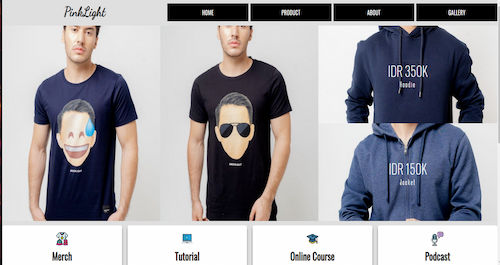 PinkLight
HOME
PRODUCT
ABOUT
GALLERY
IDR 350K
Hoodie
IDR 150K
Jacket
Merch
Tutorial
Online Course
Podcast